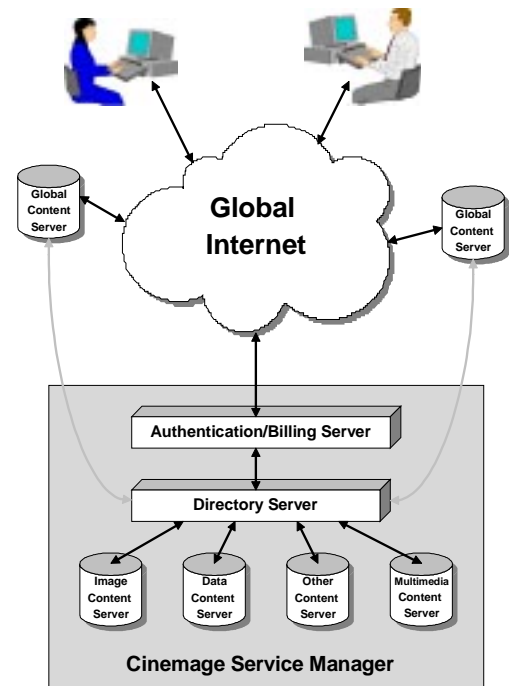 Global
Content
Server
Global
Internet
Global
Content
Server
Authentication/Billing Server
Directory Server
Image
Content
Server
Data
Content
Server
Other
Content
Server
Multimedia
Content
Server
Cinemage Service Manager